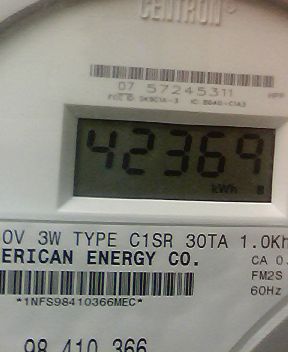 CENTRON®
07 57245311
42369
kWh
0V 3W TYPE C1SR 30TA 1.0Kh
ERICAN ENERGY CO.
CA 0.
FM2S
60Hz
*1NFS98410366MEC*
98 410 366